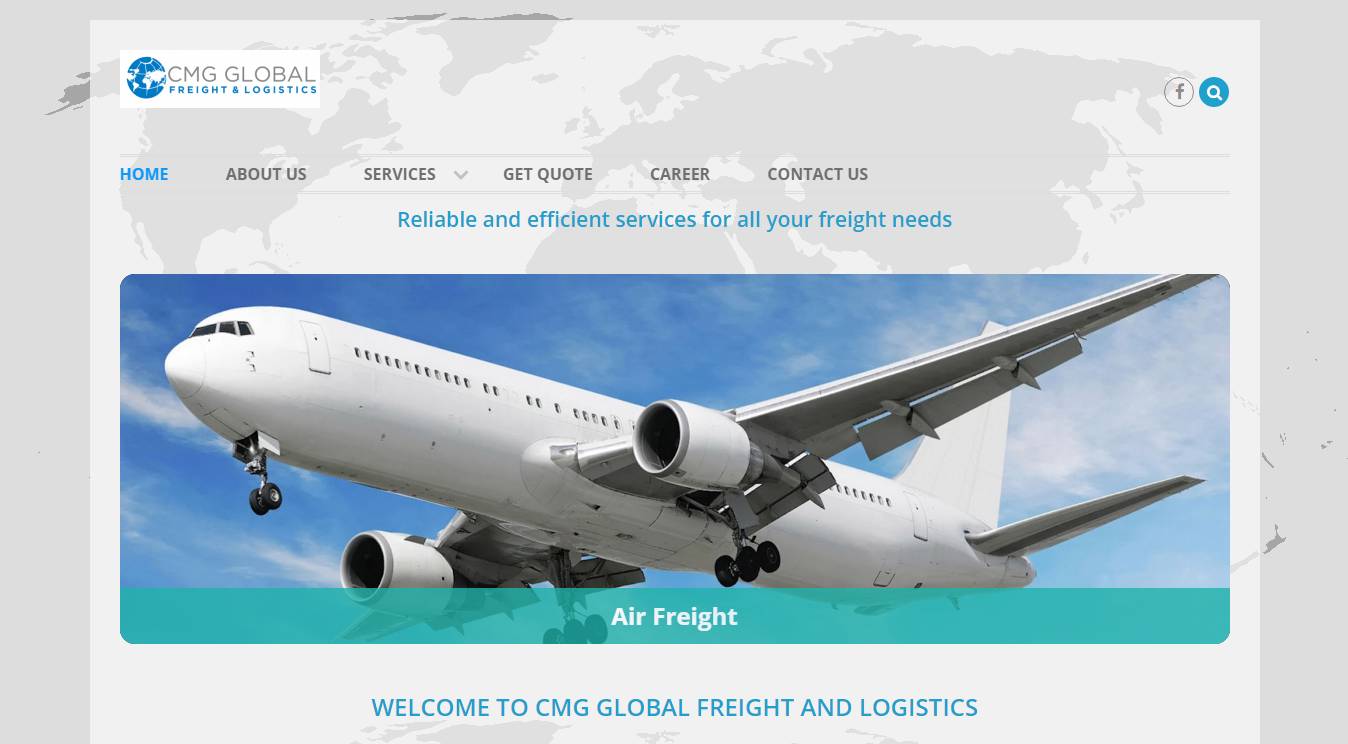 CMG GLOBAL
FREIGHT & LOGISTICS
HOME ABOUT US SERVICES GET QUOTE CAREER CONTACT US
Reliable and efficient services for all your freight needs
Air Freight
WELCOME TO CMG GLOBAL FREIGHT AND LOGISTICS